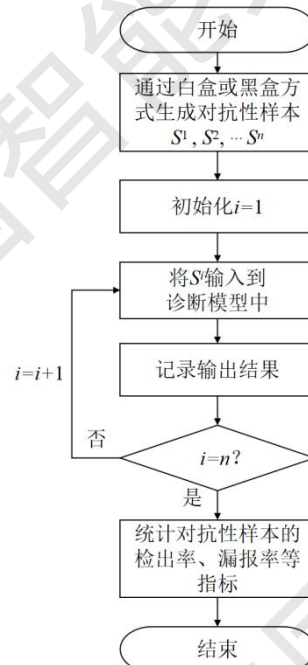 开始
通过白盒或黑盒方
式生成对抗性样本
S¹, S², ··· Sⁿ
初始化i=1
将Sⁱ输入到
诊断模型中
i=i+1
记录输出结果
否
i=n?
是
统计对抗性样本的
检出率、漏报率等
指标
结束